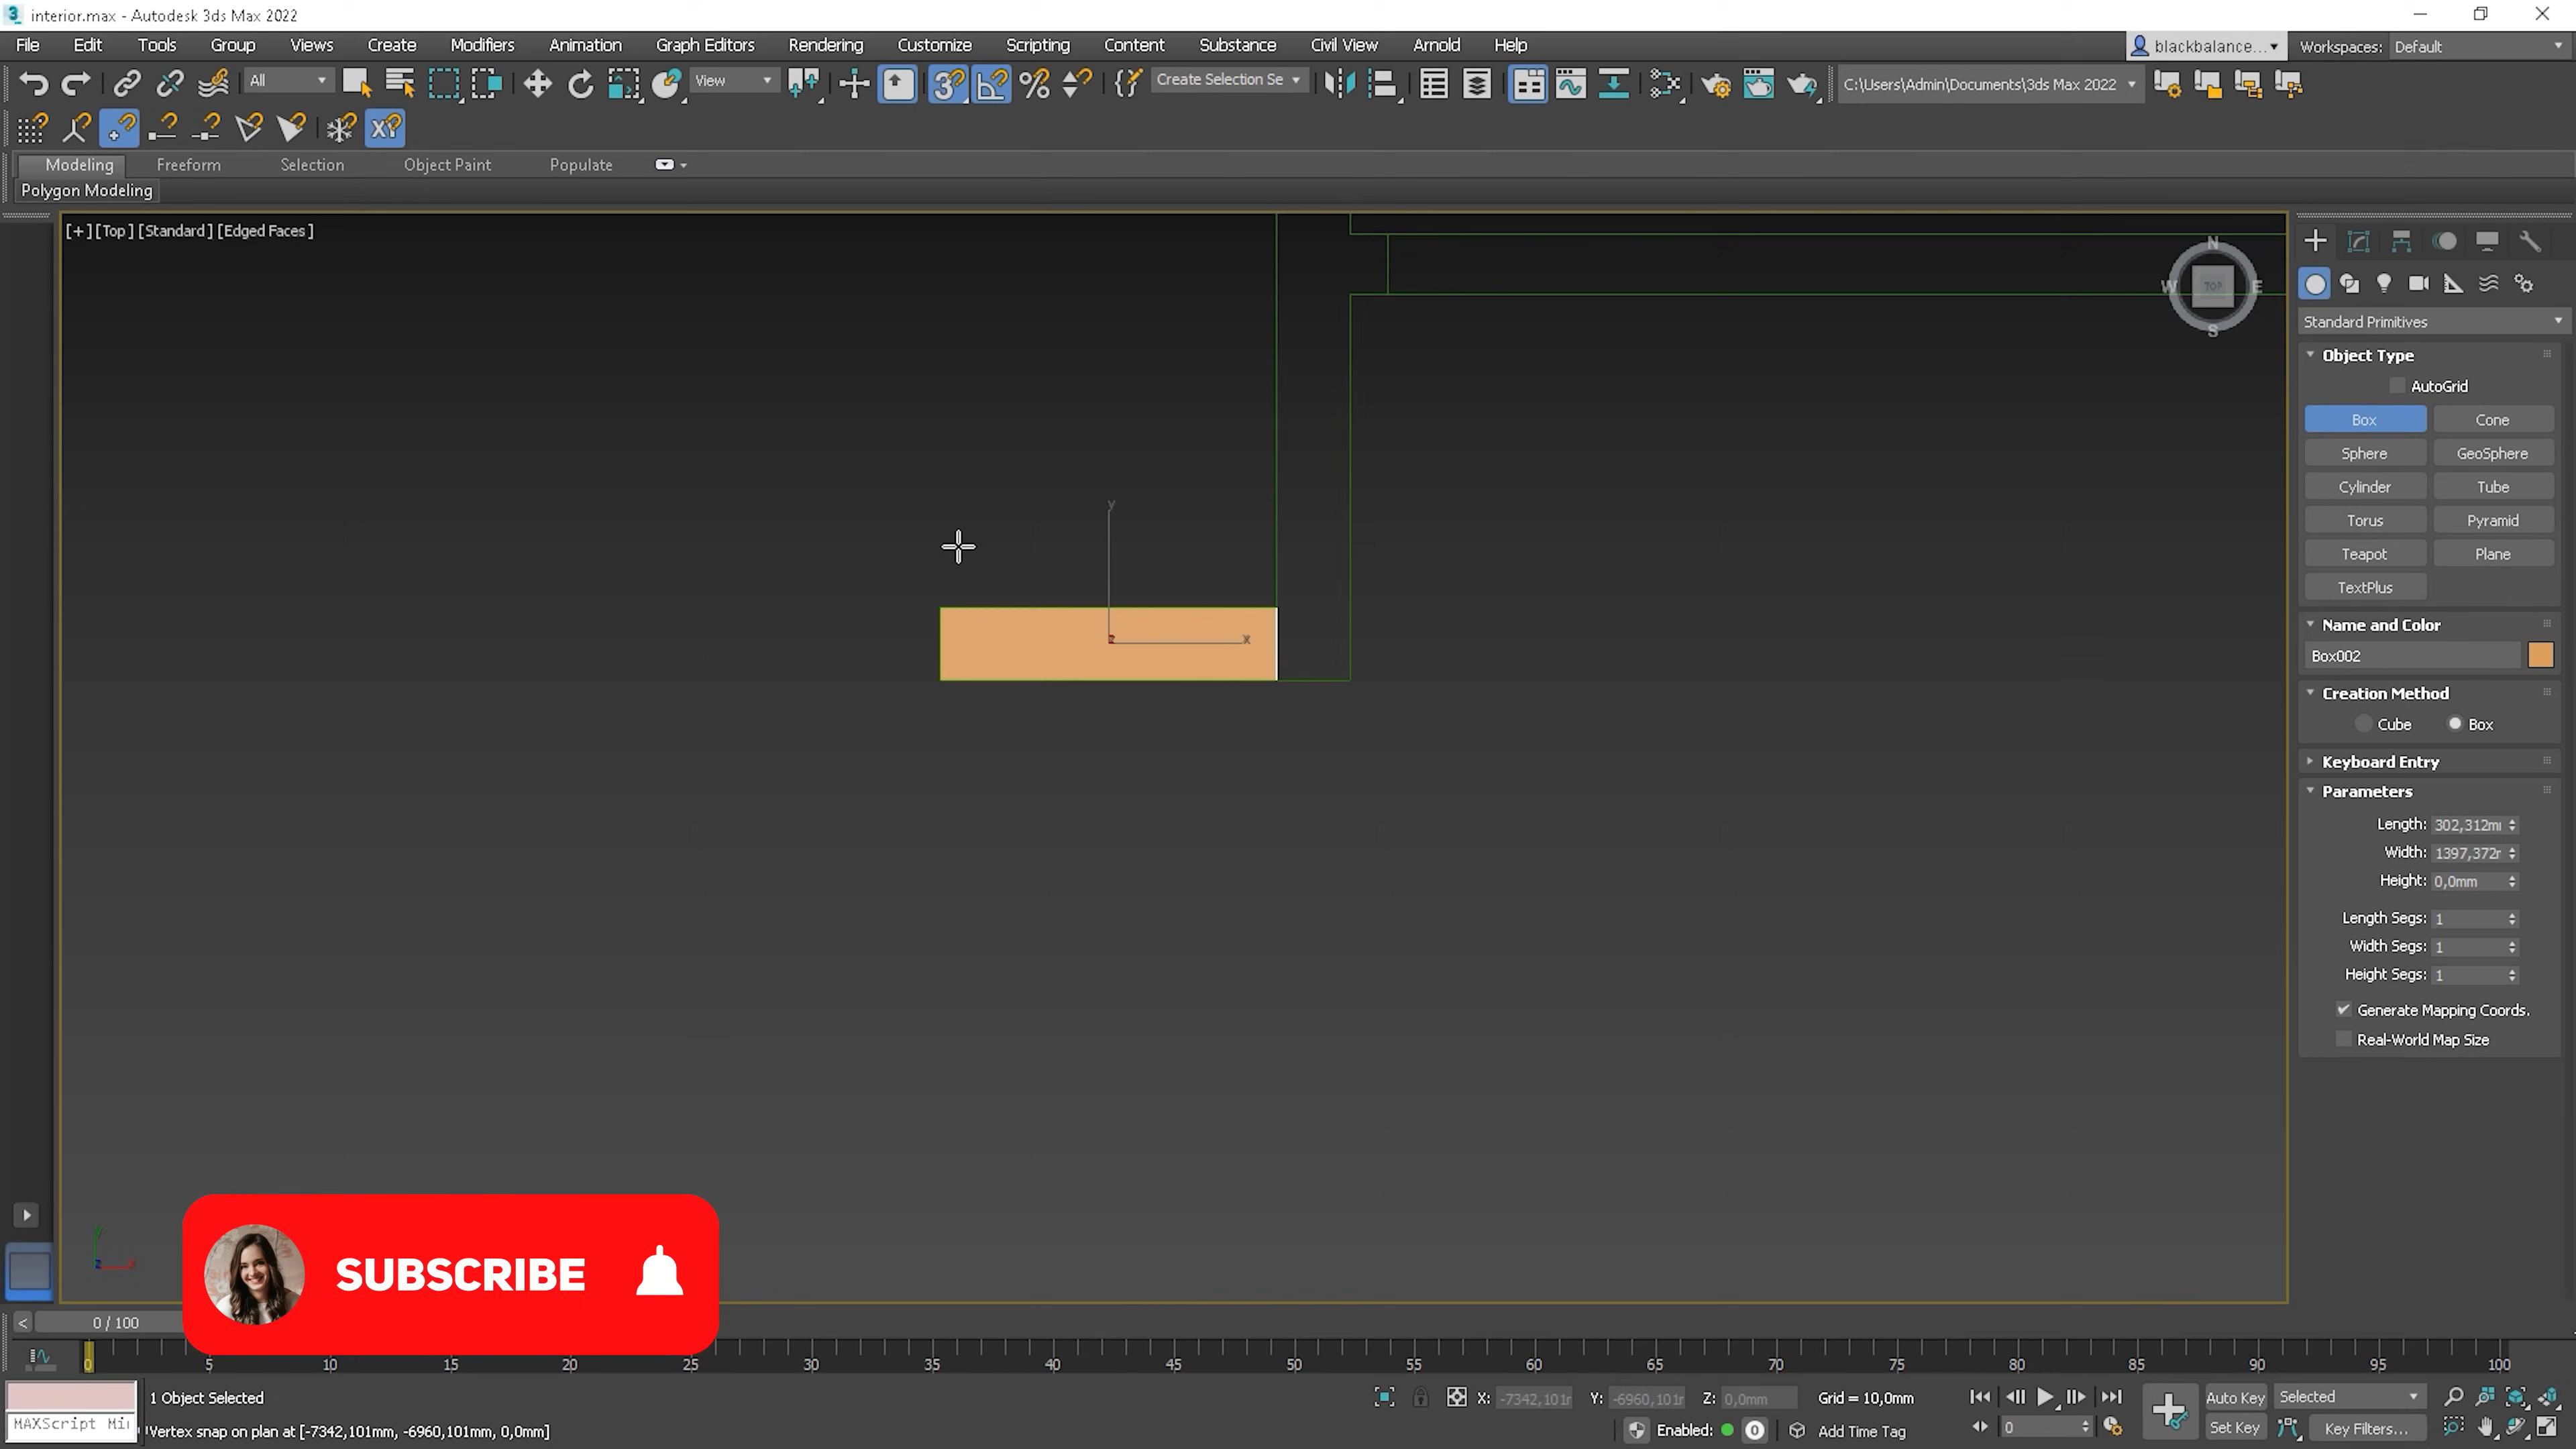 interior.max - Autodesk 3ds Max 2022
File Edit Tools Group Views Create Modifiers Animation Graph Editors Rendering Customize Scripting Content Substance Civil View Arnold Help
blackbalance... Workspaces: Default
All View Create Selection Se C:\Users\Admin\Documents\3ds Max 2022
Modeling Freeform Selection Object Paint Populate
Polygon Modeling
[+][Top][Standard][Edged Faces]
N
W TOP E
S
Standard Primitives
Object Type
AutoGrid
Box Cone
Sphere GeoSphere
Cylinder Tube
Torus Pyramid
Teapot Plane
TextPlus
Name and Color
Box002
Creation Method
Cube Box
Keyboard Entry
Parameters
Length: 302,312m
Width: 1397,372r
Height: 0,0mm
Length Segs: 1
Width Segs: 1
Height Segs: 1
Generate Mapping Coords.
Real-World Map Size
y
x
SUBSCRIBE
0 / 100
0 5 10 15 20 25 30 35 40 45 50 55 60 65 70 75 80 85 90 95 100
1 Object Selected X: -7342,101r Y: -6960,101r Z: 0,0mm Grid = 10,0mm Auto Key Selected
MAXScript Mi Vertex snap on plan at [-7342,101mm, -6960,101mm, 0,0mm] Enabled: 0 Add Time Tag 0 Set Key Key Filters...